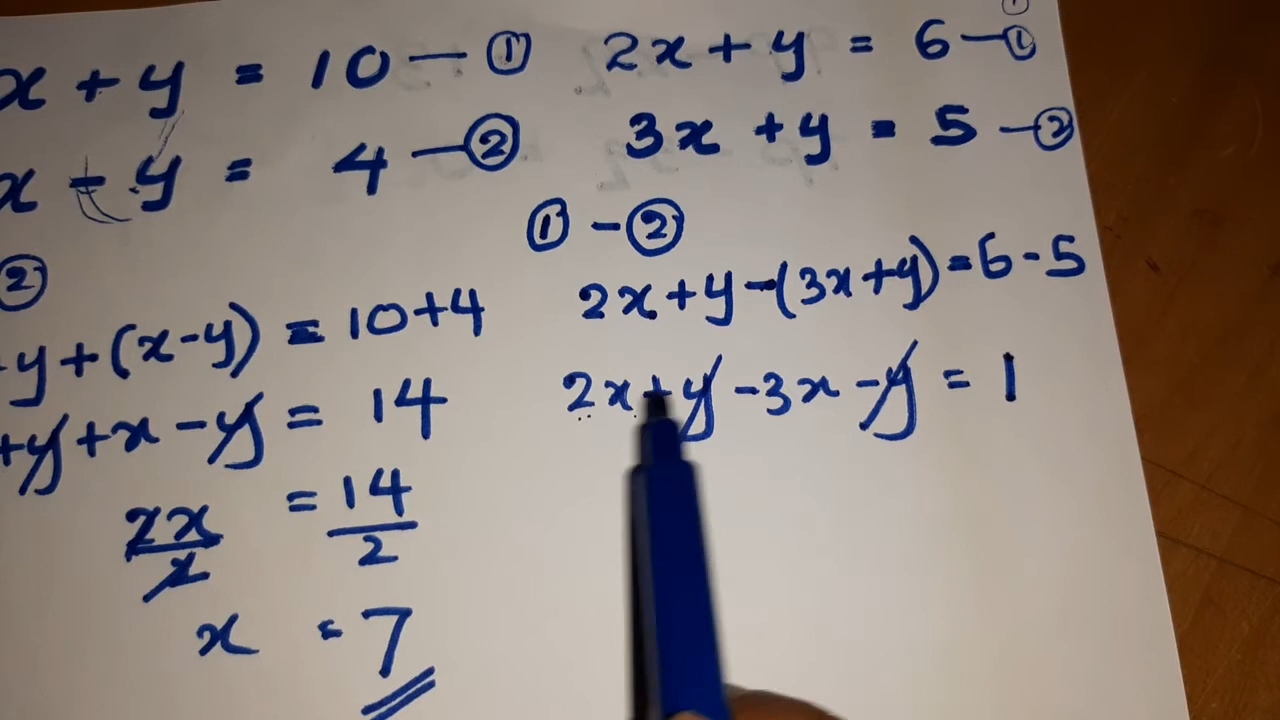 x + y = 10 — ①
x - y = 4 — ②
②
y + (x - y) = 10 + 4
+y + x - y = 14
2x/2 = 14/2
x = 7
2x + y = 6 — ①
3x + y = 5 — ②
① - ②
2x + y - (3x + y) = 6 - 5
2x + y - 3x - y = 1